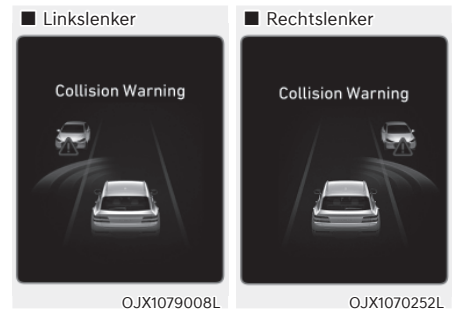 ■ Linkslenker
Collision Warning
OJX1079008L
■ Rechtslenker
Collision Warning
OJX1070252L